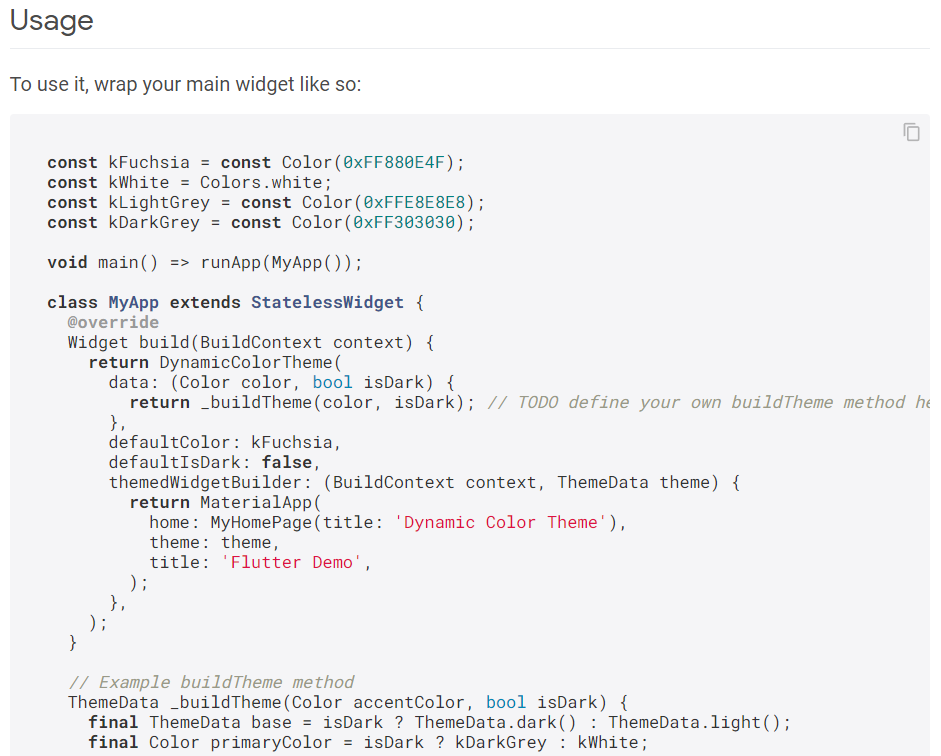 Usage
To use it, wrap your main widget like so:
const kFuchsia = const Color(0xFF880E4F);
const kWhite = Colors.white;
const kLightGrey = const Color(0xFFE8E8E8);
const kDarkGrey = const Color(0xFF303030);
void main() => runApp(MyApp());
class MyApp extends StatelessWidget {
@override
Widget build(BuildContext context) {
return DynamicColorTheme(
data: (Color color, bool isDark) {
return _buildTheme(color, isDark); // TODO define your own buildTheme method he
},
defaultColor: kFuchsia,
defaultIsDark: false,
themedWidgetBuilder: (BuildContext context, ThemeData theme) {
return MaterialApp(
home: MyHomePage(title: 'Dynamic Color Theme'),
theme: theme,
title: 'Flutter Demo',
);
},
);
}
// Example buildTheme method
ThemeData _buildTheme(Color accentColor, bool isDark) {
final ThemeData base = isDark ? ThemeData.dark() : ThemeData.light();
final Color primaryColor = isDark ? kDarkGrey : kWhite;